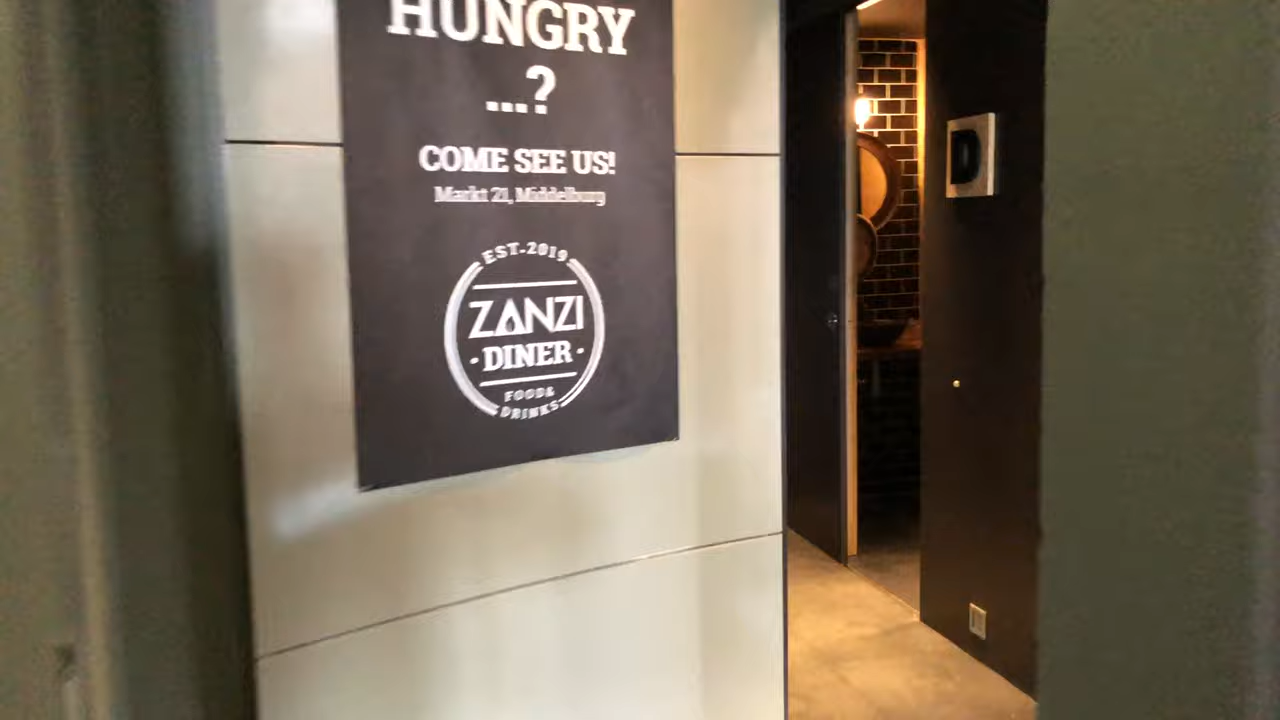 HUNGRY
...?
COME SEE US!
Markt 21, Middelburg
EST. 2019
ZANZI
· DINER ·
FOOD &
DRINKS
D